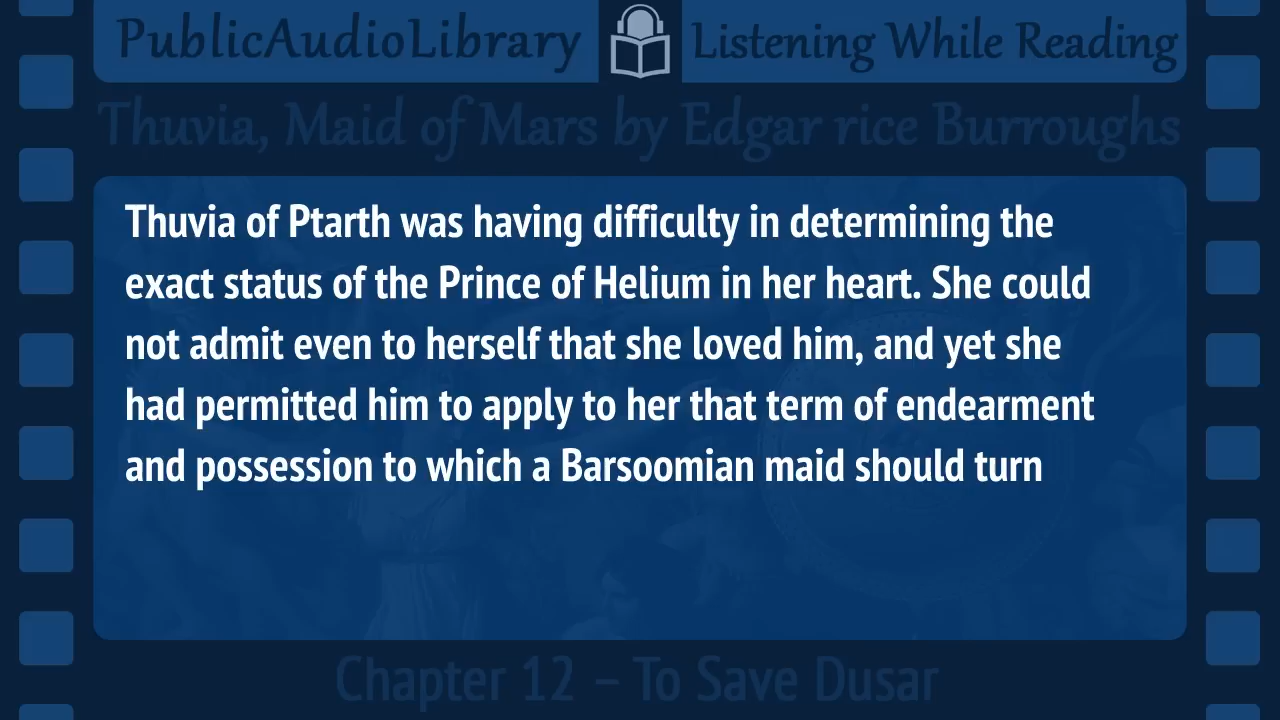 PublicAudioLibrary Listening While Reading
Thuvia, Maid of Mars by Edgar rice Burroughs
Thuvia of Ptarth was having difficulty in determining the
exact status of the Prince of Helium in her heart. She could
not admit even to herself that she loved him, and yet she
had permitted him to apply to her that term of endearment
and possession to which a Barsoomian maid should turn
Chapter 12 – To Save Dusar